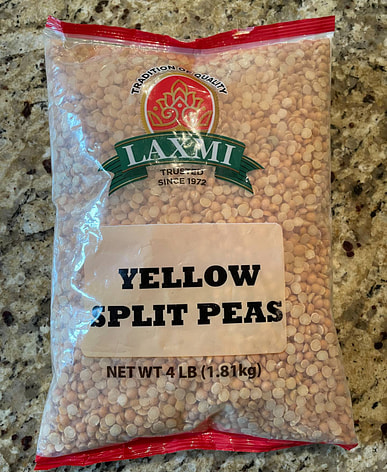 TRADITION OF QUALITY
LAXMI
TRUSTED
SINCE 1972
YELLOW
SPLIT PEAS
NET WT 4 LB (1.81kg)